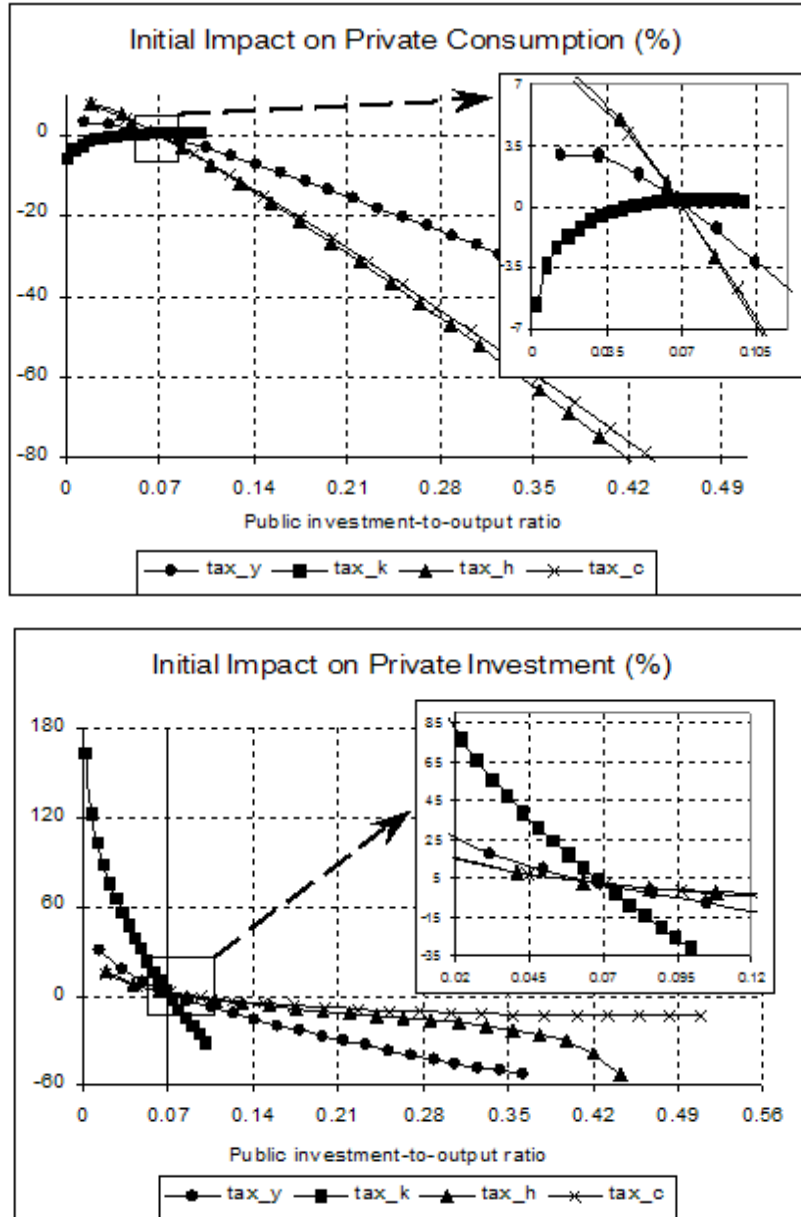 Initial Impact on Private Consumption (%)
0
-20
-40
-60
-80
0 0.07 0.14 0.21 0.28 0.35 0.42 0.49
Public investment-to-output ratio
7
3.5
0
-3.5
-7
0 0.035 0.07 0.105
tax_y tax_k tax_h tax_c
Initial Impact on Private Investment (%)
180
120
60
0
-60
0 0.07 0.14 0.21 0.28 0.35 0.42 0.49 0.56
Public investment-to-output ratio
85
65
45
25
5
-15
-35
0.02 0.045 0.07 0.095 0.12
tax_y tax_k tax_h tax_c